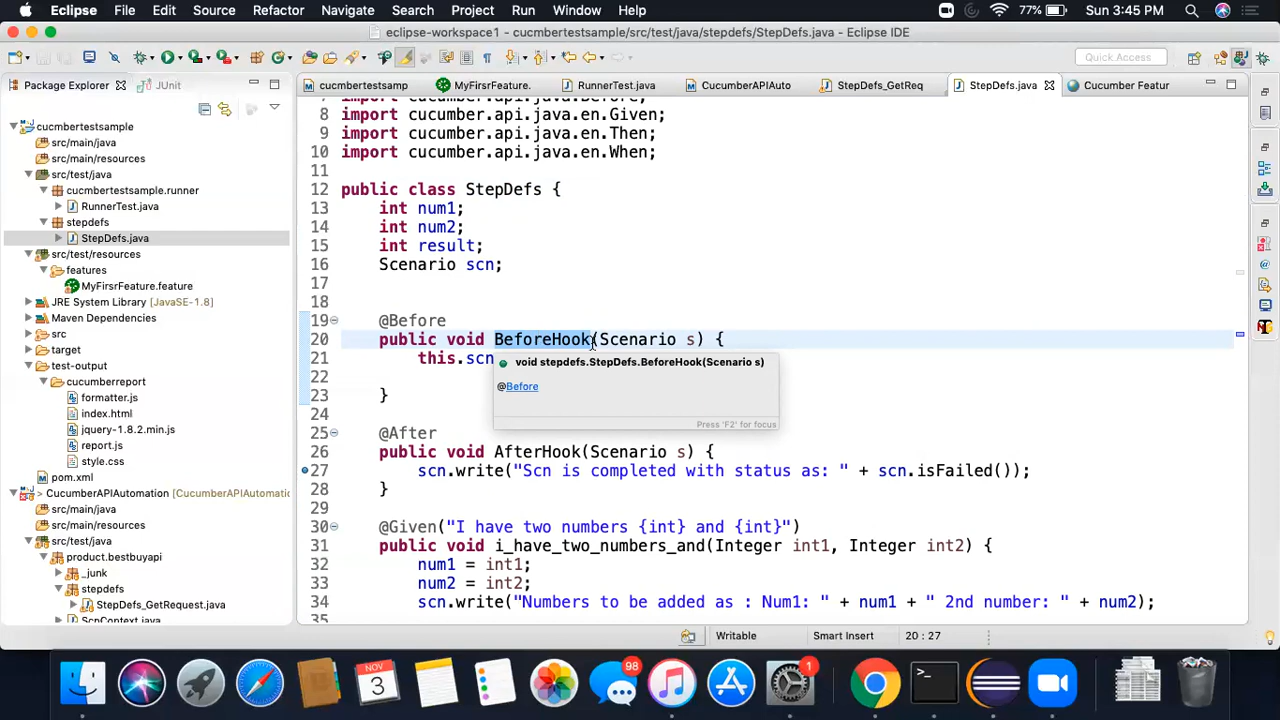 Eclipse File Edit Source Refactor Navigate Search Project Run Window Help 77% Sun 3:45 PM
eclipse-workspace1 - cucmbertestsample/src/test/java/stepdefs/StepDefs.java - Eclipse IDE
Quick Access
Package Explorer JUnit
cucmbertestsamp MyFirsrFeature. RunnerTest.java CucumberAPIAuto StepDefs_GetReq StepDefs.java Cucumber Featur
cucmbertestsample
src/main/java
src/main/resources
src/test/java
cucmbertestsample.runner
RunnerTest.java
stepdefs
StepDefs.java
src/test/resources
features
MyFirsrFeature.feature
JRE System Library [JavaSE-1.8]
Maven Dependencies
src
target
test-output
cucumberreport
formatter.js
index.html
jquery-1.8.2.min.js
report.js
style.css
pom.xml
> CucumberAPIAutomation [CucumberAPIAutomatio
src/main/java
src/main/resources
src/test/java
product.bestbuyapi
_junk
stepdefs
StepDefs_GetRequest.java
ScnContext.java
7 import cucumber.api.java.Before;
8 import cucumber.api.java.en.Given;
9 import cucumber.api.java.en.Then;
10 import cucumber.api.java.en.When;
11
12 public class StepDefs {
13 int num1;
14 int num2;
15 int result;
16 Scenario scn;
17
18
19 @Before
20 public void BeforeHook(Scenario s) {
21 this.scn
22
23 }
24
25 @After
26 public void AfterHook(Scenario s) {
27 scn.write("Scn is completed with status as: " + scn.isFailed());
28 }
29
30 @Given("I have two numbers {int} and {int}")
31 public void i_have_two_numbers_and(Integer int1, Integer int2) {
32 num1 = int1;
33 num2 = int2;
34 scn.write("Numbers to be added as : Num1: " + num1 + " 2nd number: " + num2);
35
void stepdefs.StepDefs.BeforeHook(Scenario s)
@Before
Press 'F2' for focus
Writable Smart Insert 20 : 27
NOV
3
98
1